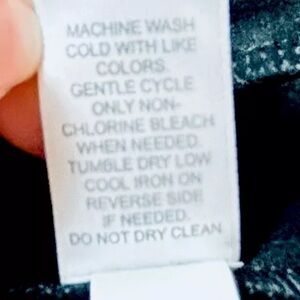 MACHINE WASH
COLD WITH LIKE
COLORS.
GENTLE CYCLE
ONLY NON-
CHLORINE BLEACH
WHEN NEEDED.
TUMBLE DRY LOW
COOL IRON ON
REVERSE SIDE
IF NEEDED.
DO NOT DRY CLEAN